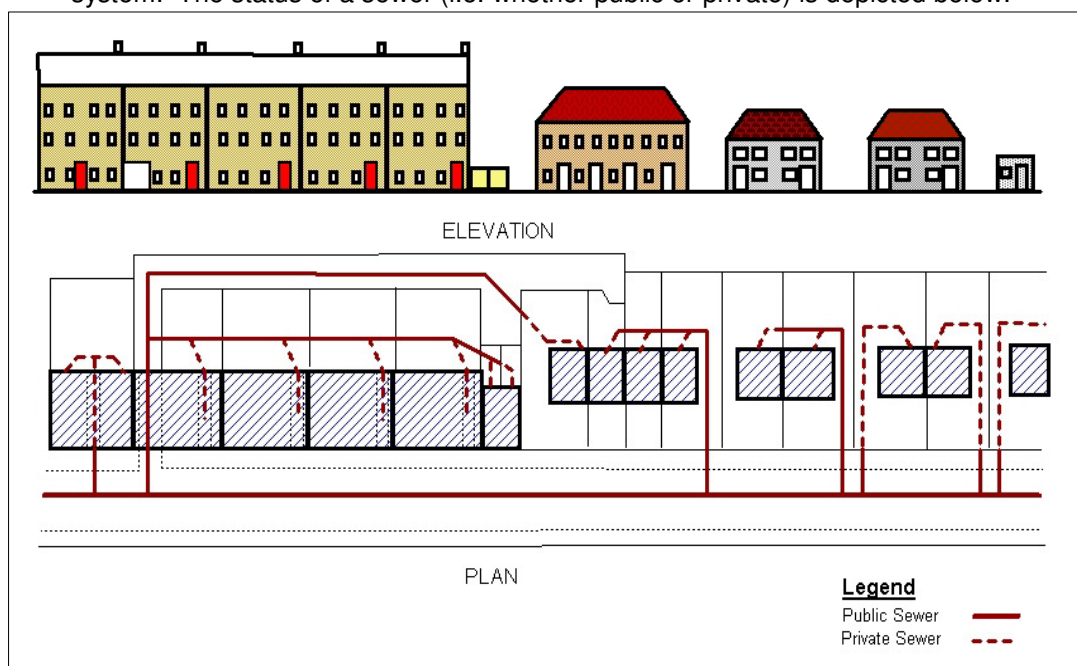 system. The status of a sewer (i.e. whether public or private) is depicted below.
ELEVATION
PLAN
Legend
Public Sewer
Private Sewer